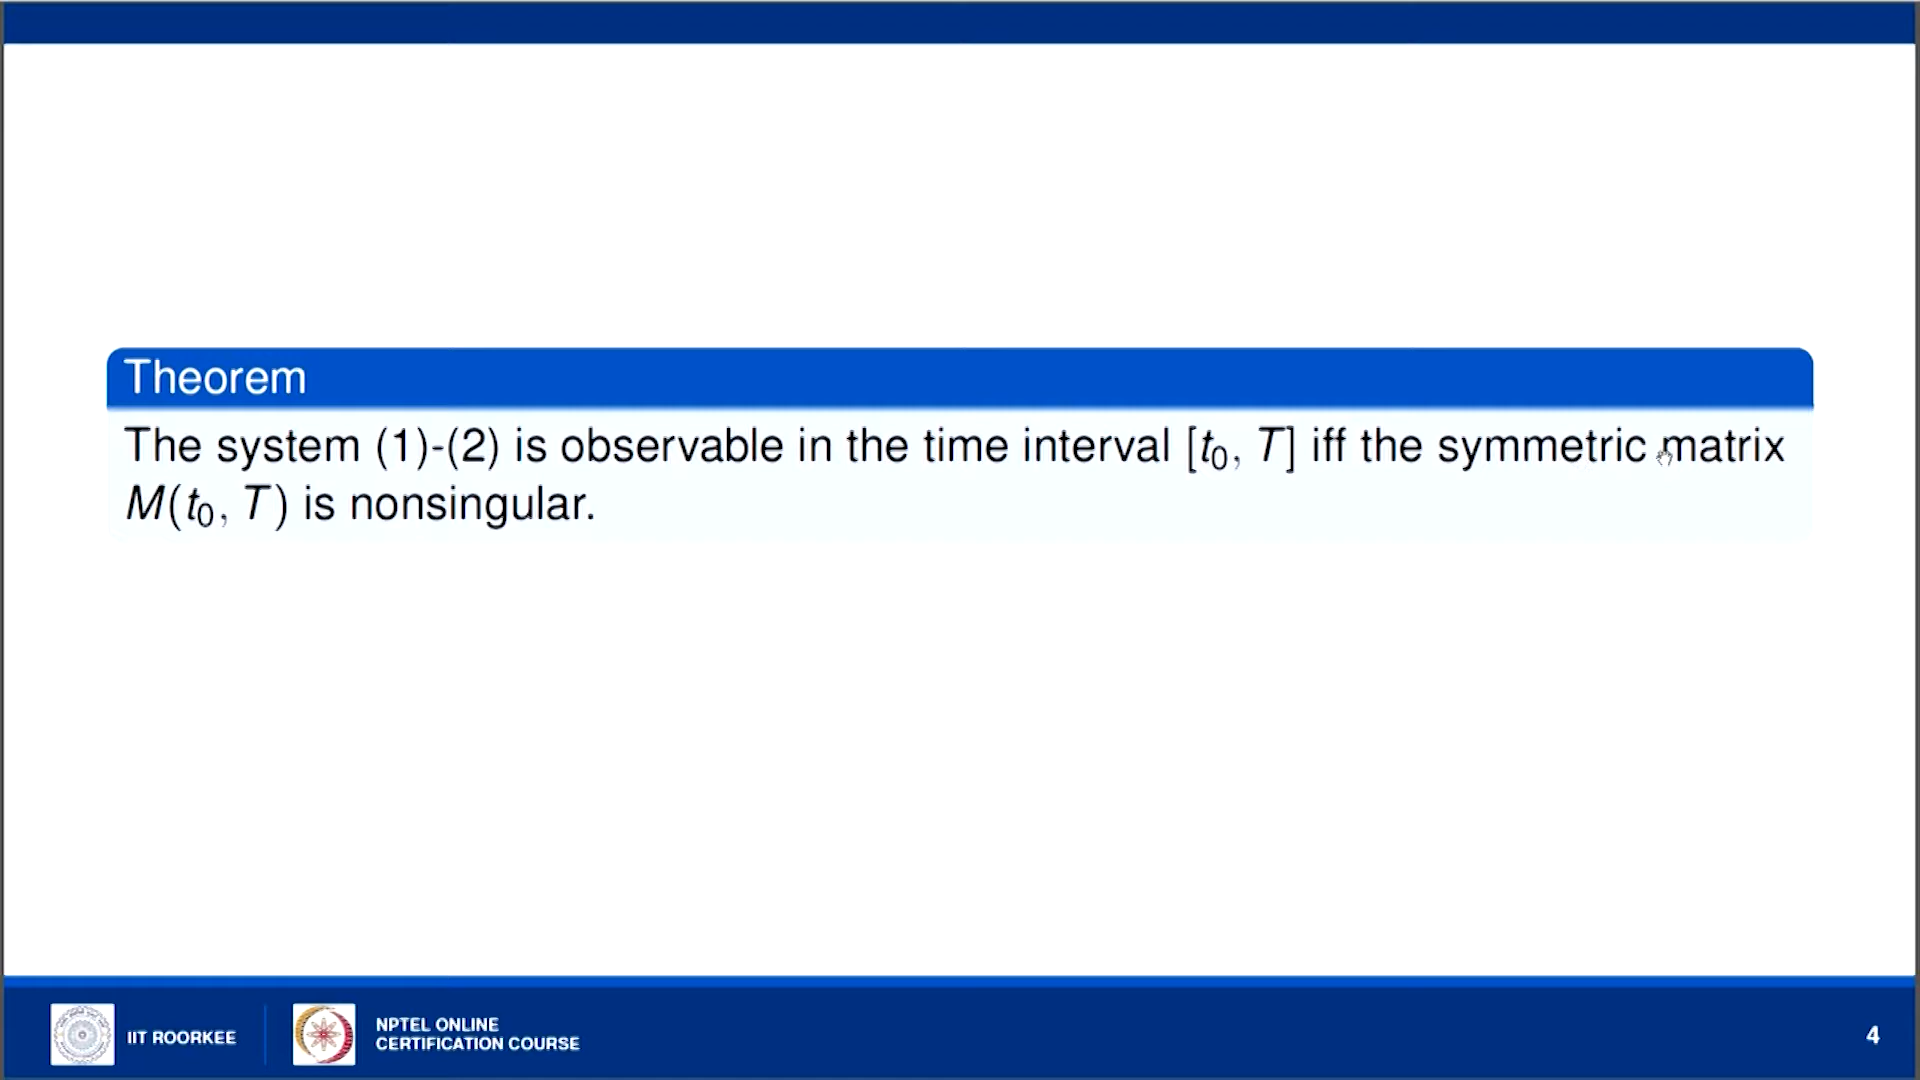 Theorem
The system (1)-(2) is observable in the time interval [t₀, T] iff the symmetric matrix
M(t₀, T) is nonsingular.
IIT ROORKEE
NPTEL ONLINE
CERTIFICATION COURSE
4